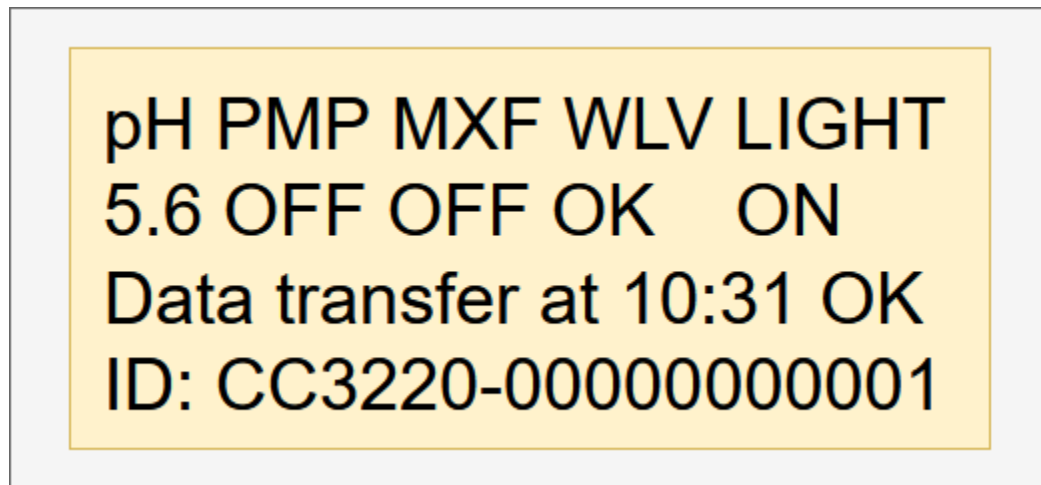 pH PMP MXF WLV LIGHT
5.6 OFF OFF OK ON
Data transfer at 10:31 OK
ID: CC3220-00000000001